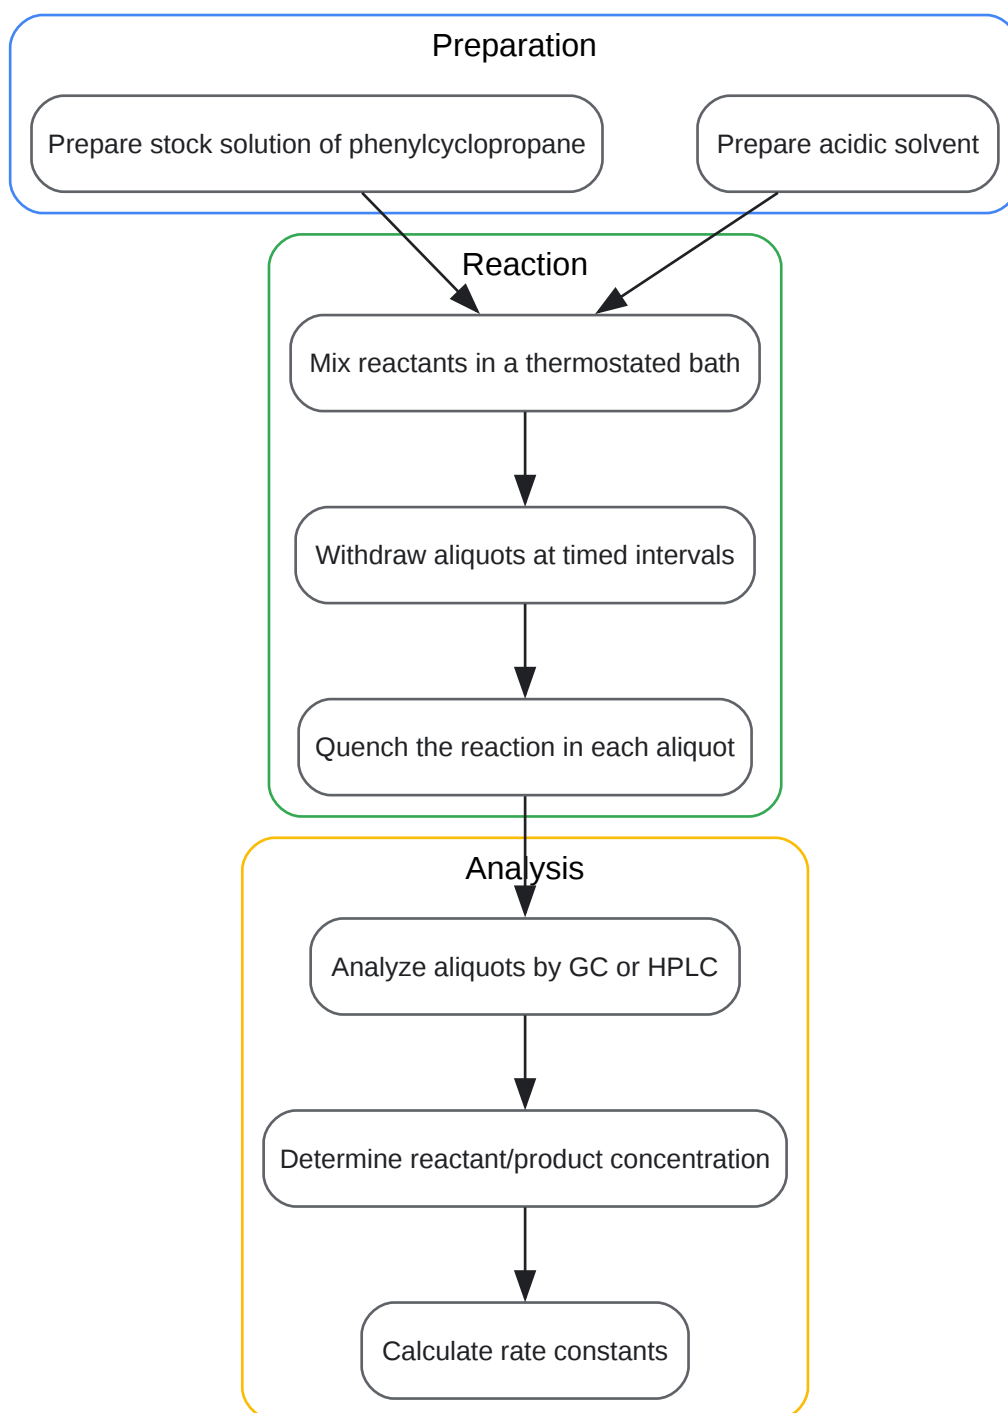 Preparation
Prepare stock solution of phenylcyclopropane
Prepare acidic solvent
Reaction
Mix reactants in a thermostated bath
Withdraw aliquots at timed intervals
Quench the reaction in each aliquot
Analysis
Analyze aliquots by GC or HPLC
Determine reactant/product concentration
Calculate rate constants